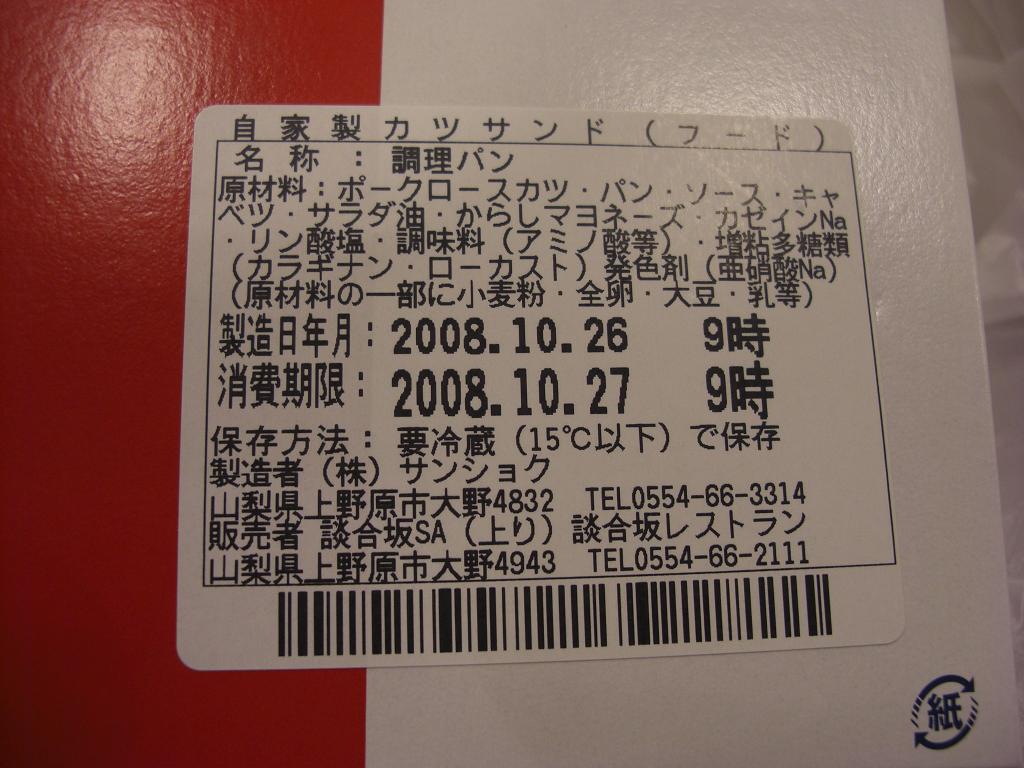 自家製カツサンド(フード)
名称：調理パン
原材料：ポークロースカツ・パン・ソース・キャ
ベツ・サラダ油・からしマヨネーズ・カゼインNa
・リン酸塩・調味料(アミノ酸等)・増粘多糖類
(カラギナン・ローカスト)発色剤(亜硝酸Na)
(原材料の一部に小麦粉・全卵・大豆・乳等)
製造日年月：2008.10.26 9時
消費期限：2008.10.27 9時
保存方法：要冷蔵(15℃以下)で保存
製造者(株)サンショク
山梨県上野原市大野4832 TEL0554-66-3314
販売者 談合坂SA(上り)談合坂レストラン
山梨県上野原市大野4943 TEL0554-66-2111
紙